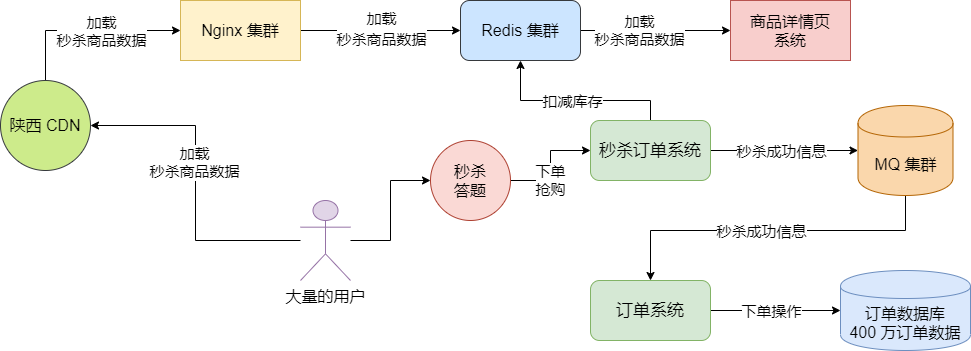 加载
秒杀商品数据
Nginx 集群
加载
秒杀商品数据
Redis 集群
加载
秒杀商品数据
商品详情页
系统
陕西 CDN
加载
秒杀商品数据
扣减库存
秒杀
答题
下单
抢购
秒杀订单系统
秒杀成功信息
MQ 集群
大量的用户
秒杀成功信息
订单系统
下单操作
订单数据库
400 万订单数据